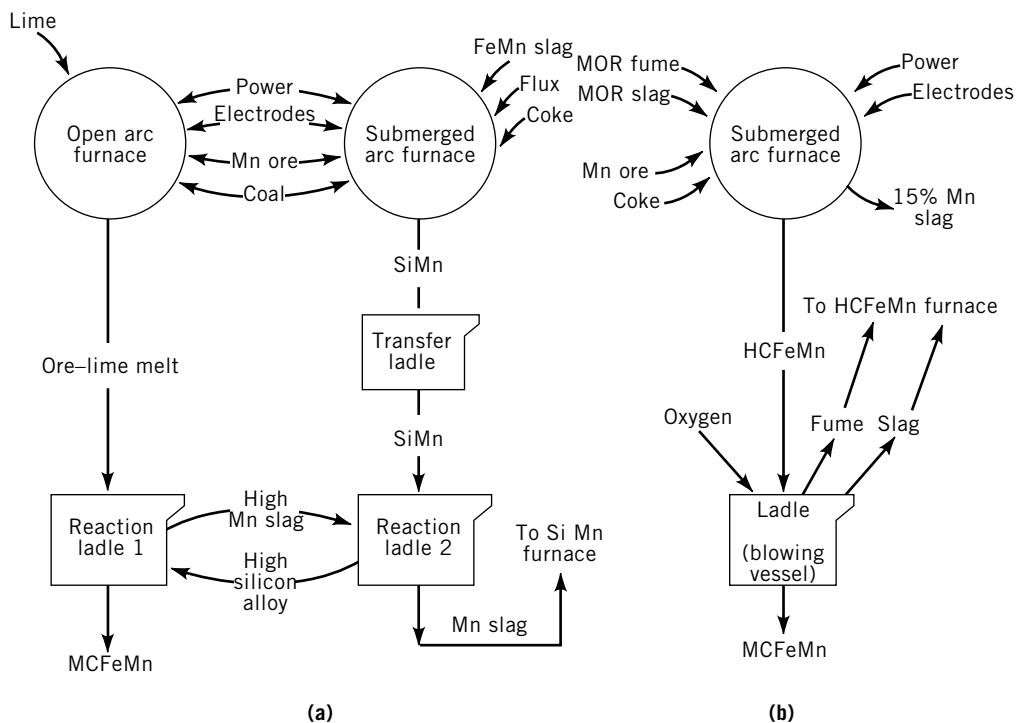 Lime
Open arc
furnace
Power
Electrodes
Mn ore
Coal
Submerged
arc furnace
FeMn slag
Flux
Coke
SiMn
Transfer
ladle
SiMn
Ore–lime melt
Reaction
ladle 1
High
Mn slag
High
silicon
alloy
Reaction
ladle 2
To Si Mn
furnace
Mn slag
MCFeMn
(a)
MOR fume
MOR slag
Mn ore
Coke
Submerged
arc furnace
Power
Electrodes
15% Mn
slag
HCFeMn
To HCFeMn furnace
Oxygen
Fume
Slag
Ladle
(blowing
vessel)
MCFeMn
(b)